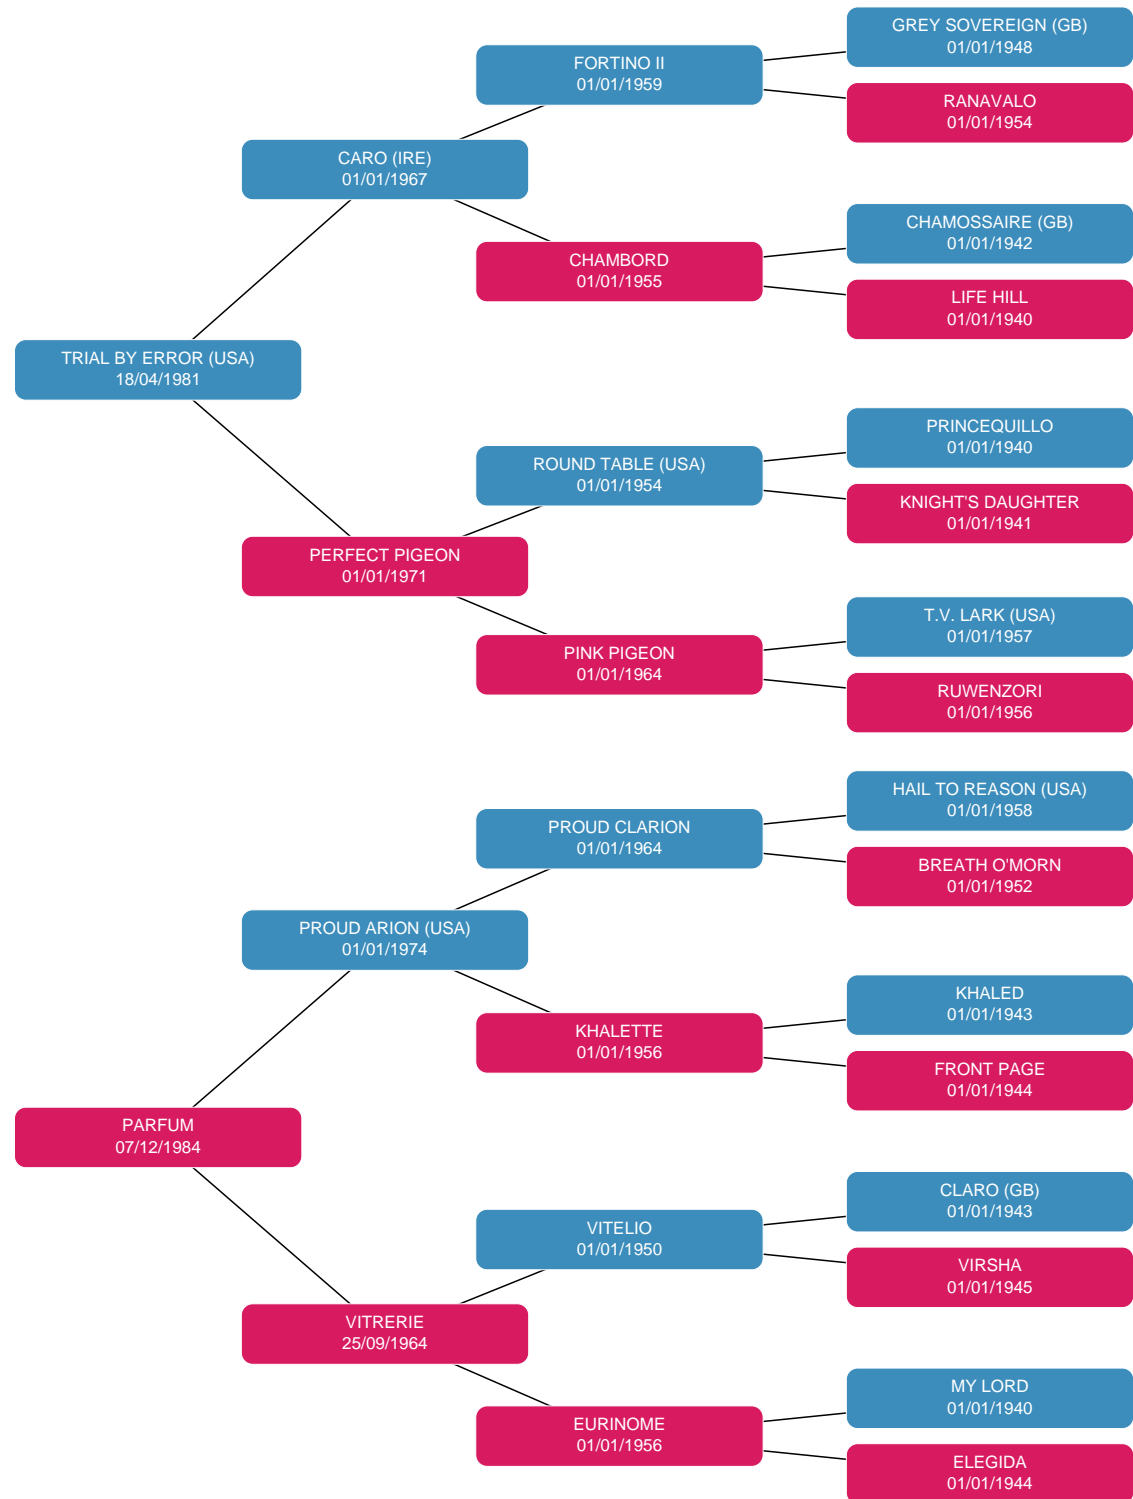 GREY SOVEREIGN (GB)
01/01/1948
FORTINO II
01/01/1959
RANAVALO
01/01/1954
CARO (IRE)
01/01/1967
CHAMOSSAIRE (GB)
01/01/1942
CHAMBORD
01/01/1955
LIFE HILL
01/01/1940
TRIAL BY ERROR (USA)
18/04/1981
PRINCEQUILLO
01/01/1940
ROUND TABLE (USA)
01/01/1954
KNIGHT'S DAUGHTER
01/01/1941
PERFECT PIGEON
01/01/1971
T.V. LARK (USA)
01/01/1957
PINK PIGEON
01/01/1964
RUWENZORI
01/01/1956
HAIL TO REASON (USA)
01/01/1958
PROUD CLARION
01/01/1964
BREATH O'MORN
01/01/1952
PROUD ARION (USA)
01/01/1974
KHALED
01/01/1943
KHALETTE
01/01/1956
FRONT PAGE
01/01/1944
PARFUM
07/12/1984
CLARO (GB)
01/01/1943
VITELIO
01/01/1950
VIRSHA
01/01/1945
VITRERIE
25/09/1964
MY LORD
01/01/1940
EURINOME
01/01/1956
ELEGIDA
01/01/1944